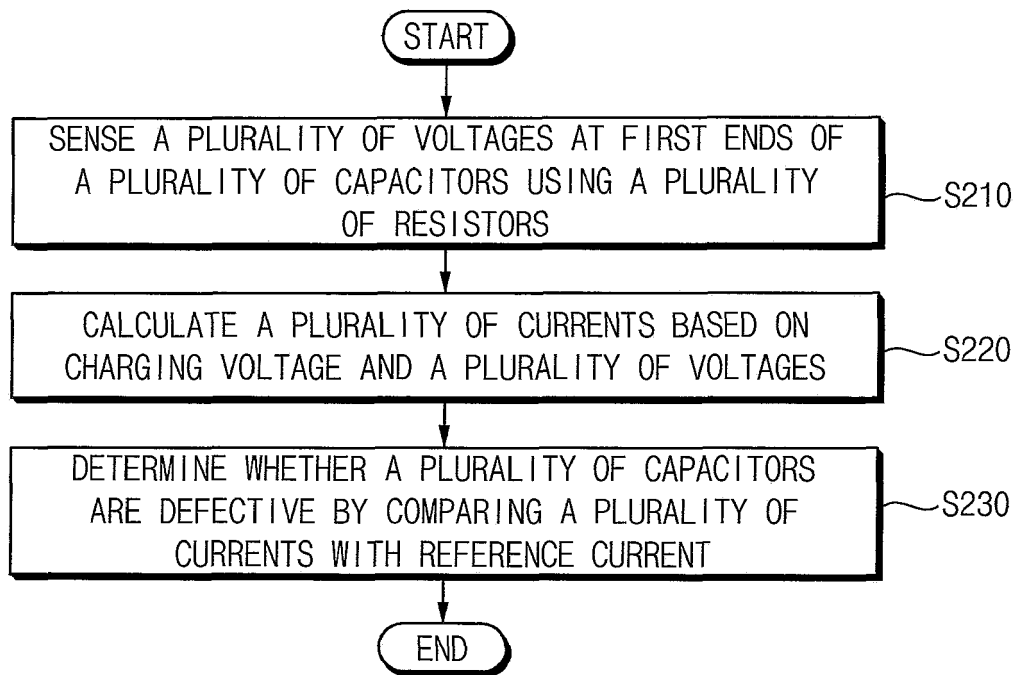 START
SENSE A PLURALITY OF VOLTAGES AT FIRST ENDS OF
A PLURALITY OF CAPACITORS USING A PLURALITY
OF RESISTORS
S210
CALCULATE A PLURALITY OF CURRENTS BASED ON
CHARGING VOLTAGE AND A PLURALITY OF VOLTAGES
S220
DETERMINE WHETHER A PLURALITY OF CAPACITORS
ARE DEFECTIVE BY COMPARING A PLURALITY OF
CURRENTS WITH REFERENCE CURRENT
S230
END